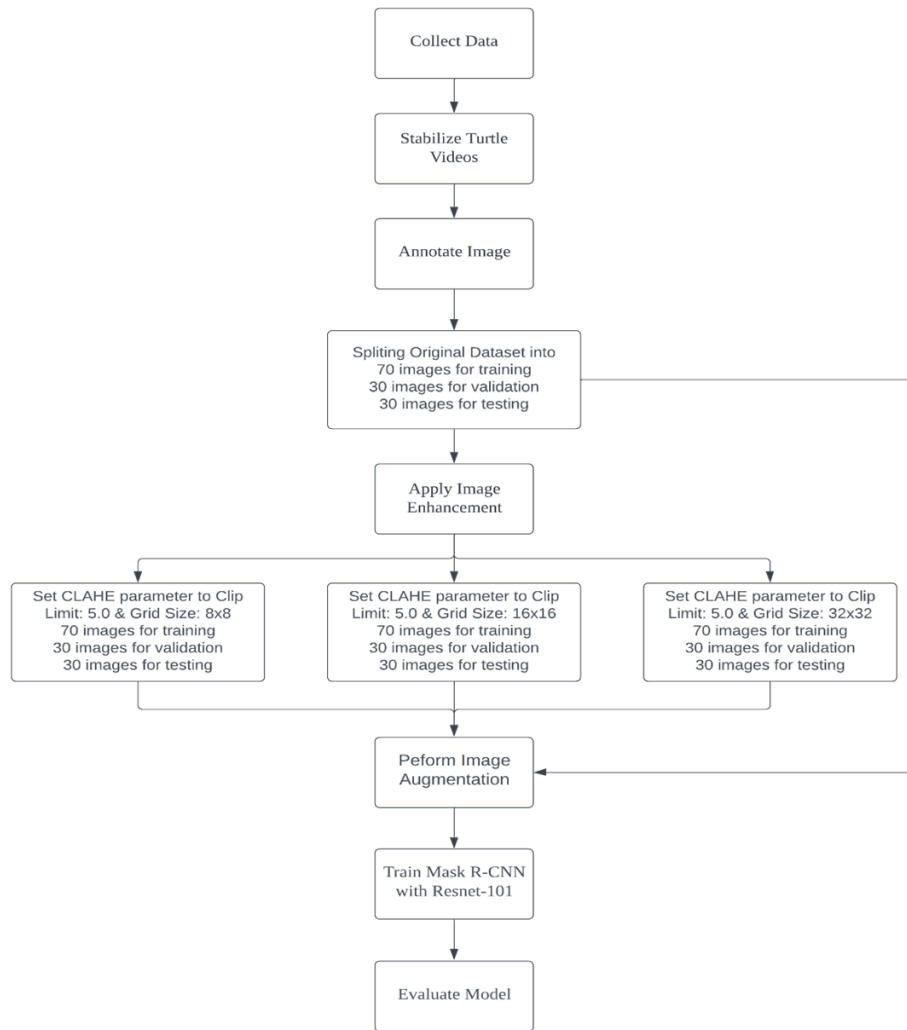 Collect Data
Stabilize Turtle
Videos
Annotate Image
Spliting Original Dataset into
70 images for training
30 images for validation
30 images for testing
Apply Image
Enhancement
Set CLAHE parameter to Clip
Limit: 5.0 & Grid Size: 8x8
70 images for training
30 images for validation
30 images for testing
Set CLAHE parameter to Clip
Limit: 5.0 & Grid Size: 16x16
70 images for training
30 images for validation
30 images for testing
Set CLAHE parameter to Clip
Limit: 5.0 & Grid Size: 32x32
70 images for training
30 images for validation
30 images for testing
Peform Image
Augmentation
Train Mask R-CNN
with Resnet-101
Evaluate Model